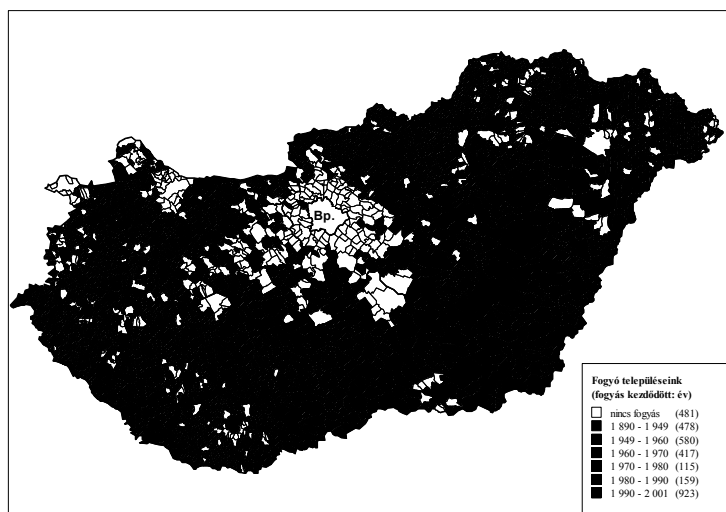 Bp.
Fogyó településeink
(fogyás kezdődött: év)
nincs fogyás (481)
1 890 - 1 949 (478)
1 949 - 1 960 (580)
1 960 - 1 970 (417)
1 970 - 1 980 (115)
1 980 - 1 990 (159)
1 990 - 2 001 (923)